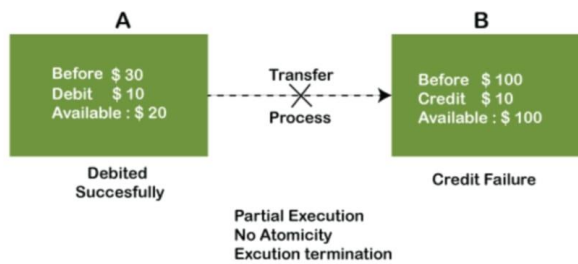 A
Before $ 30
Debit $ 10
Available : $ 20
Debited
Succesfully
Transfer
Process
B
Before $ 100
Credit $ 10
Available : $ 100
Credit Failure
Partial Execution
No Atomicity
Excution termination